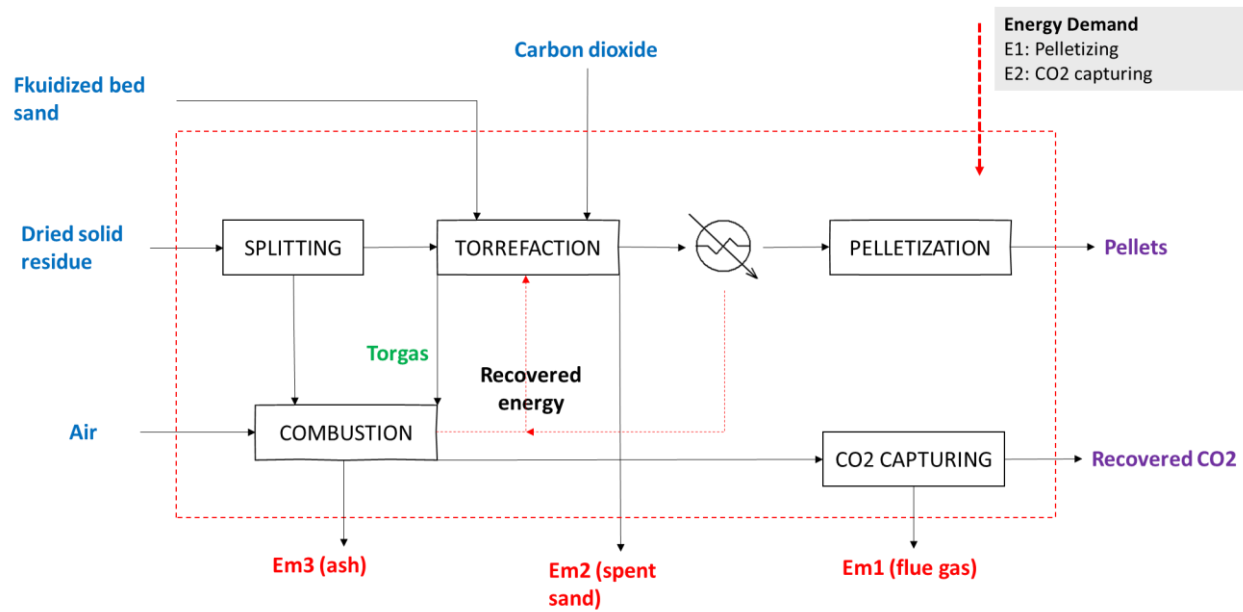 Energy Demand
E1: Pelletizing
E2: CO2 capturing
Carbon dioxide
Fkuidized bed
sand
Dried solid
residue
SPLITTING
TORREFACTION
PELLETIZATION
Pellets
Torgas
Recovered
energy
Air
COMBUSTION
CO2 CAPTURING
Recovered CO2
Em3 (ash)
Em2 (spent
sand)
Em1 (flue gas)